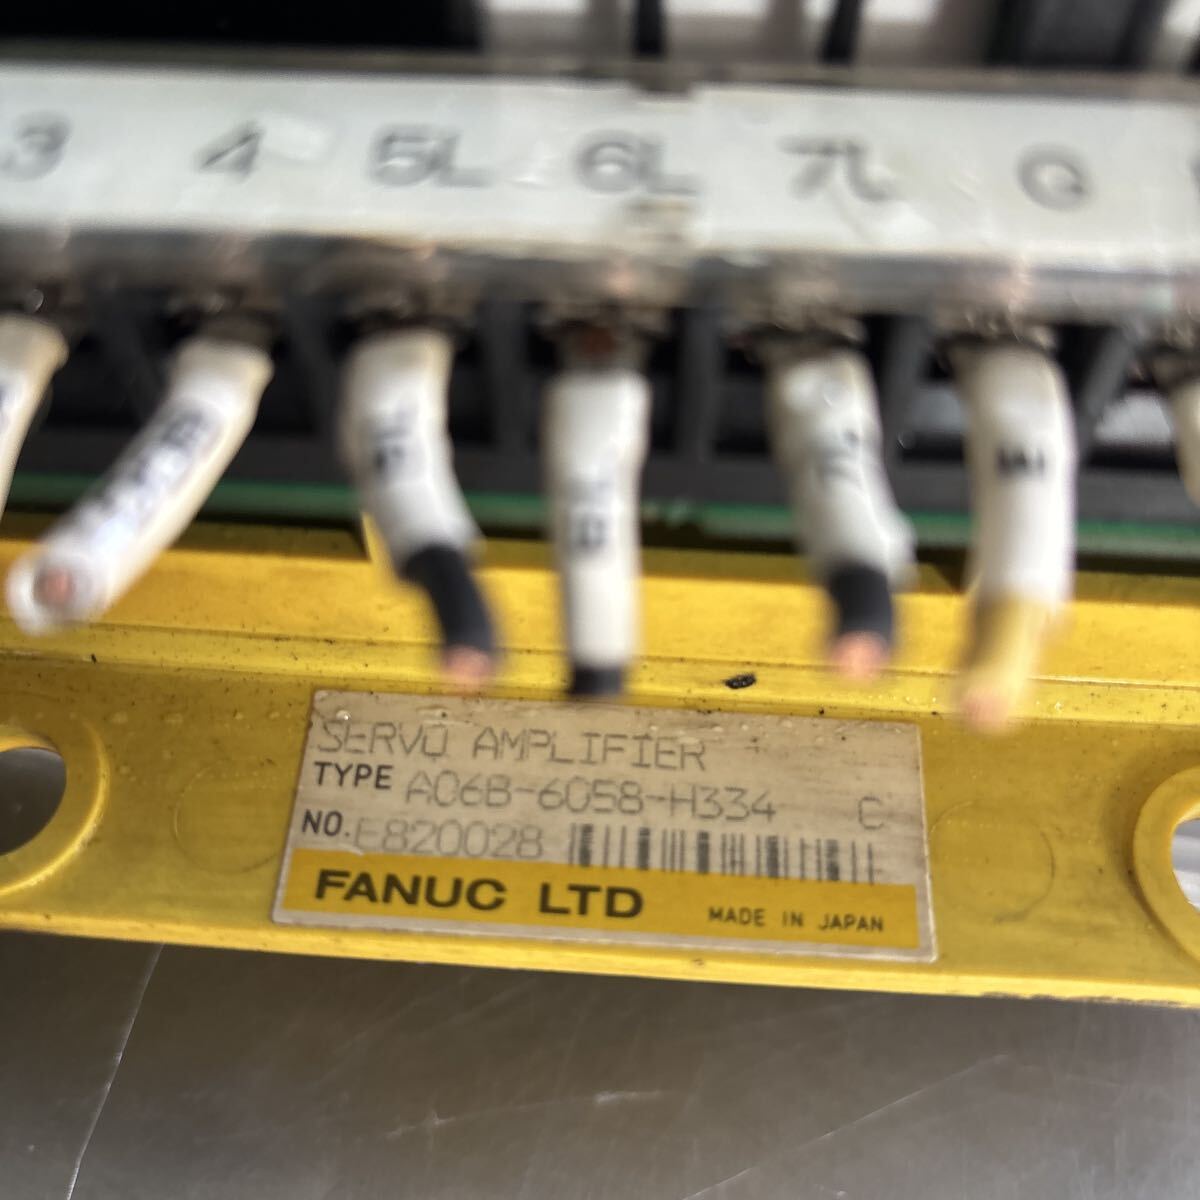 3 4 5L 6L 7L G
SERVO AMPLIFIER
TYPE A06B-6058-H334 C
NO. E820028
FANUC LTD MADE IN JAPAN